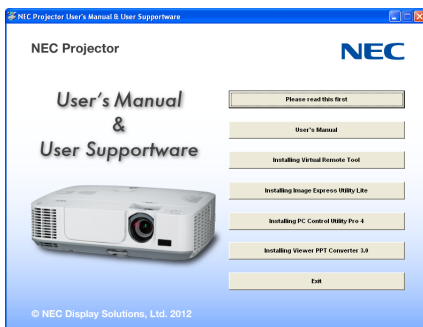 NEC Projector User's Manual & User Supportware
NEC Projector
NEC
User's Manual
&
User Supportware
Please read this first
User's Manual
Installing Virtual Remote Tool
Installing Image Express Utility Lite
Installing PC Control Utility Pro 4
Installing Viewer PPT Converter 3.0
Exit
© NEC Display Solutions, Ltd. 2012